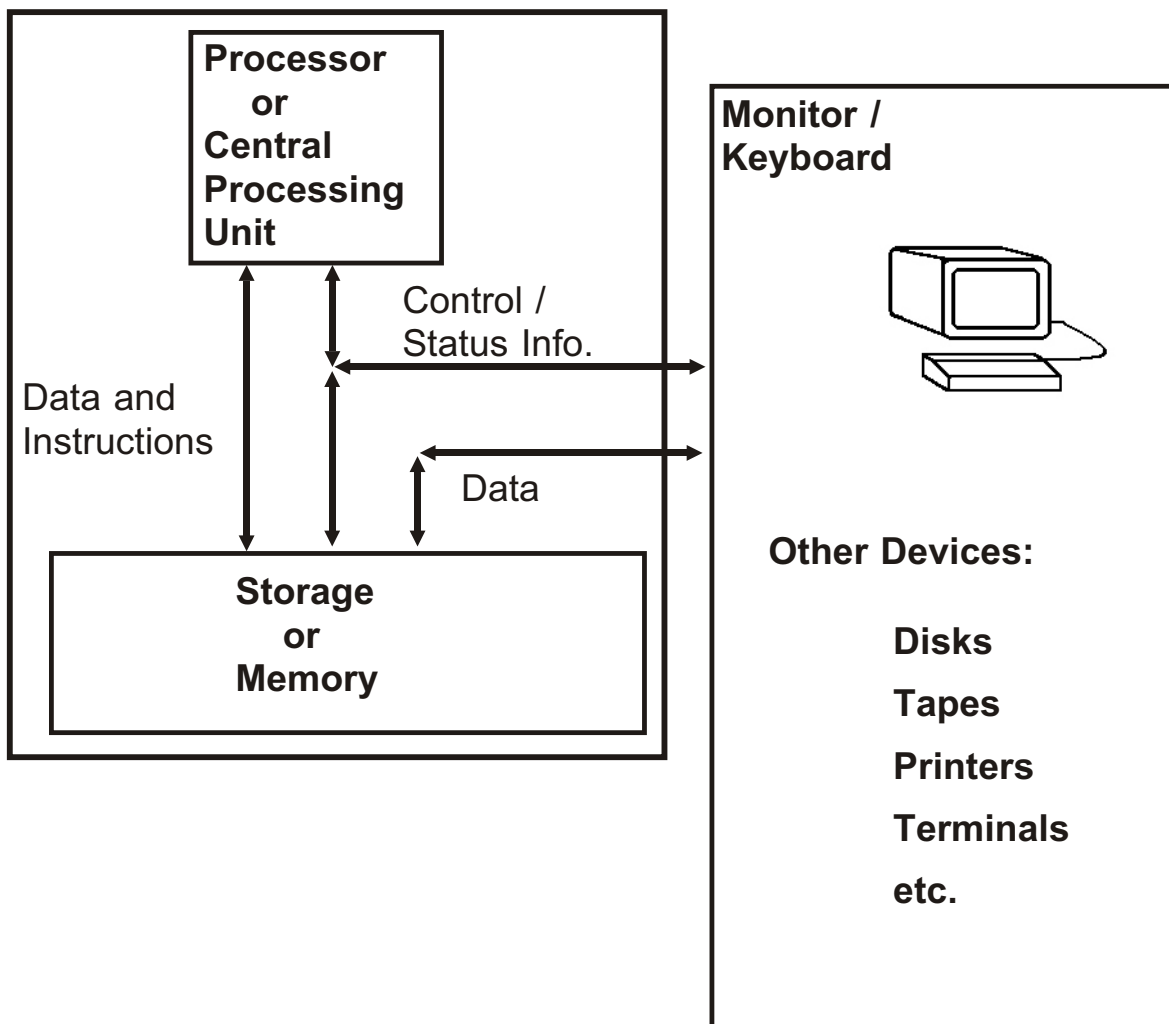 Processor
or
Central
Processing
Unit
Control /
Status Info.
Data and
Instructions
Data
Storage
or
Memory
Monitor /
Keyboard
Other Devices:
Disks
Tapes
Printers
Terminals
etc.